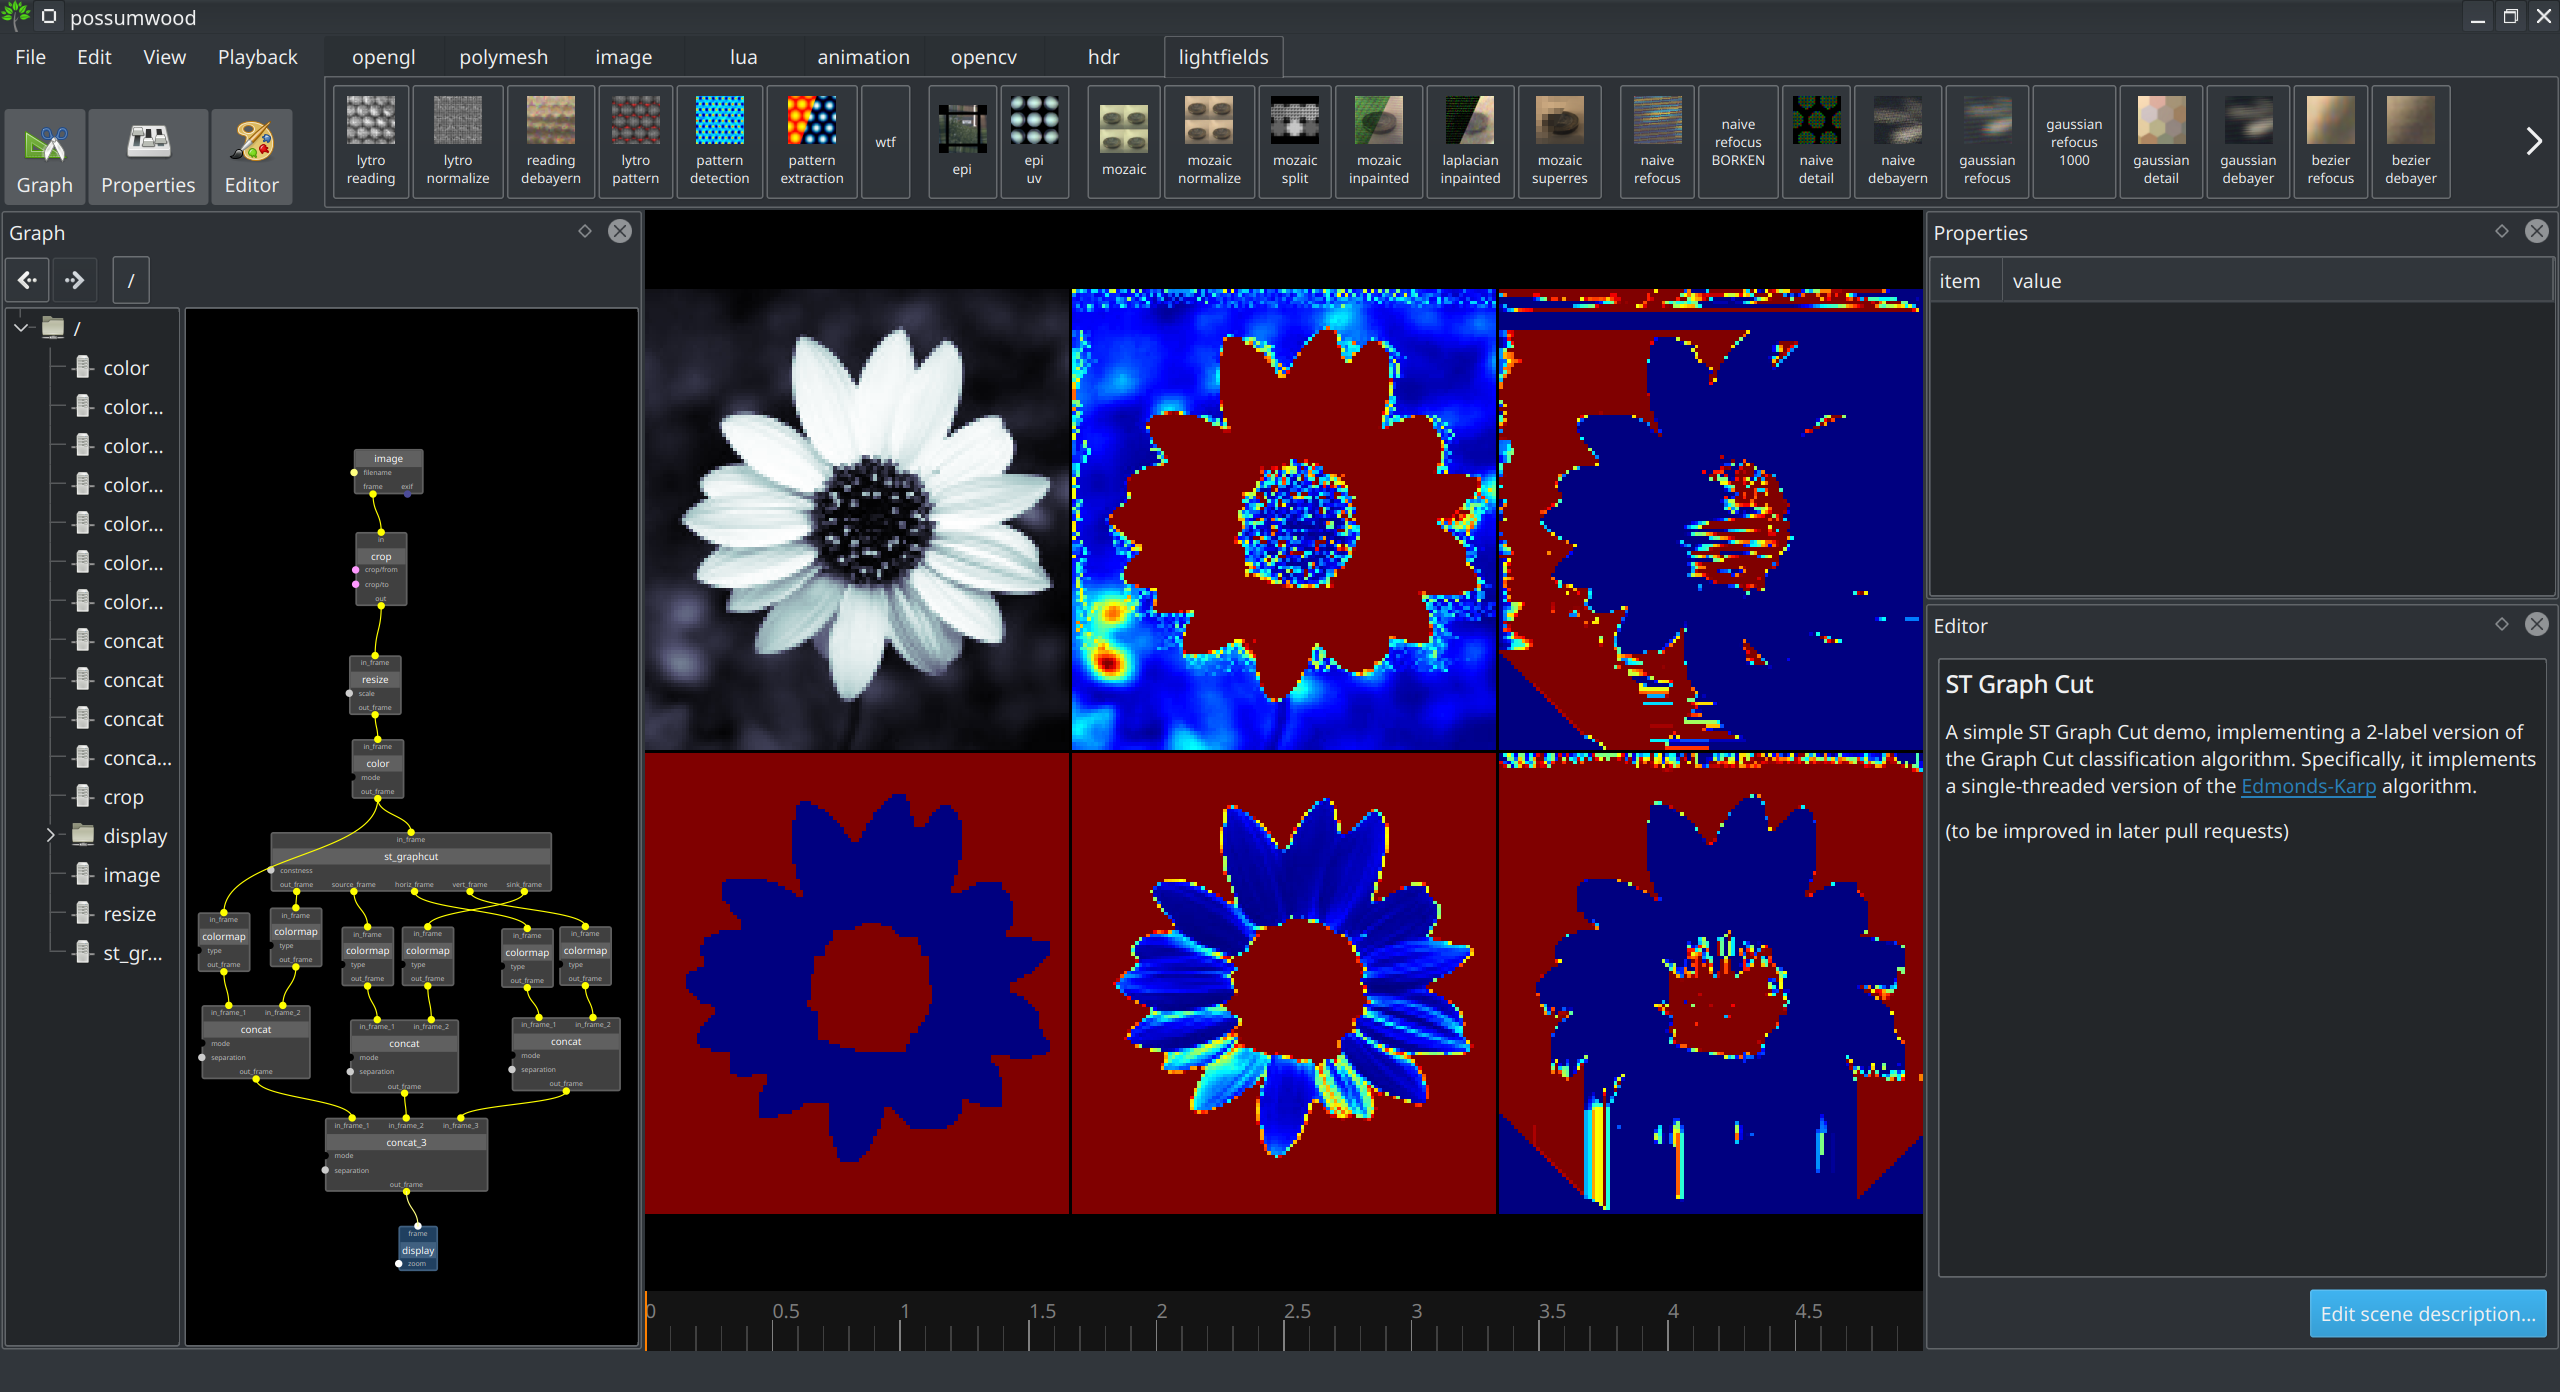 possumwood
File Edit View Playback
opengl polymesh image lua animation opencv hdr lightfields
Graph Properties Editor
lytro reading
lytro normalize
reading debayern
lytro pattern
pattern detection
pattern extraction
wtf
epi
epi uv
mozaic
mozaic normalize
mozaic split
mozaic inpainted
laplacian inpainted
mozaic superres
naive refocus
naive refocus BORKEN
naive detail
naive debayern
gaussian refocus
gaussian refocus 1000
gaussian detail
gaussian debayer
bezier refocus
bezier debayer
Graph
/
/
color
color...
color...
color...
color...
color...
color...
concat
concat
concat
conca...
crop
display
image
resize
st_gr...
image
filename
frame exif
in
crop
crop/from
crop/to
out
in_frame
resize
scale
out_frame
in_frame
color
mode
out_frame
in_frame
st_graphcut
constness
out_frame source_frame horiz_frame vert_frame sink_frame
in_frame
colormap
type
out_frame
in_frame
colormap
type
out_frame
in_frame
colormap
type
out_frame
in_frame
colormap
type
out_frame
in_frame
colormap
type
out_frame
in_frame
colormap
type
out_frame
in_frame_1 in_frame_2
concat
mode
separation
out_frame
in_frame_1 in_frame_2
concat
mode
separation
out_frame
in_frame_1 in_frame_2
concat
mode
separation
out_frame
in_frame_1 in_frame_2 in_frame_3
concat_3
mode
separation
out_frame
frame
display
zoom
0 0.5 1 1.5 2 2.5 3 3.5 4 4.5
Properties
item value
Editor
ST Graph Cut
A simple ST Graph Cut demo, implementing a 2-label version of
the Graph Cut classification algorithm. Specifically, it implements
a single-threaded version of the Edmonds-Karp algorithm.
(to be improved in later pull requests)
Edit scene description...